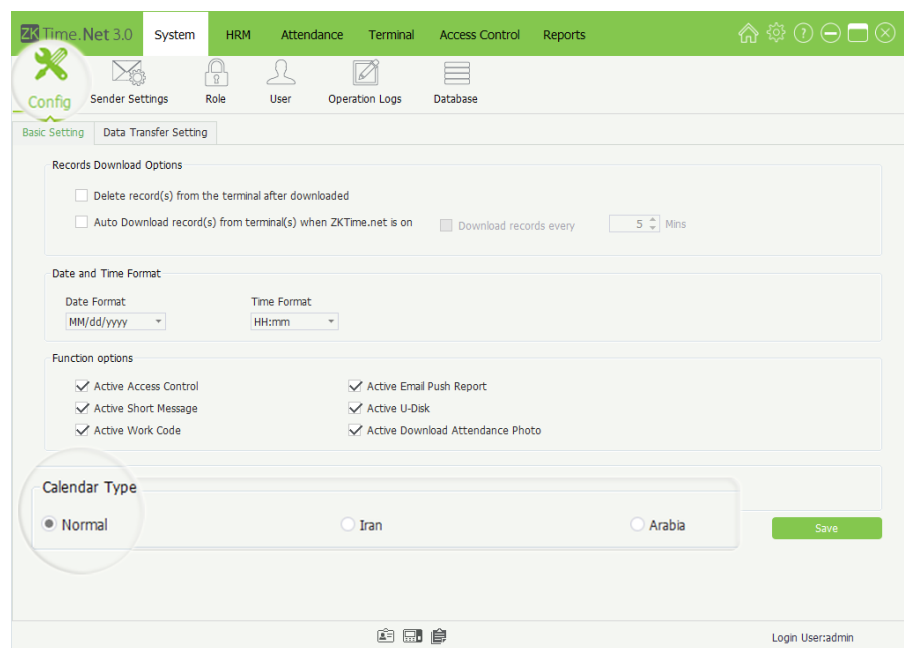 ZKTime.Net 3.0 System HRM Attendance Terminal Access Control Reports
Config Sender Settings Role User Operation Logs Database
Basic Setting Data Transfer Setting
Records Download Options
Delete record(s) from the terminal after downloaded
Auto Download record(s) from terminal(s) when ZKTime.net is on Download records every 5 Mins
Date and Time Format
Date Format Time Format
MM/dd/yyyy HH:mm
Function options
Active Access Control Active Email Push Report
Active Short Message Active U-Disk
Active Work Code Active Download Attendance Photo
Calendar Type
Normal Iran Arabia
Save
Login User:admin